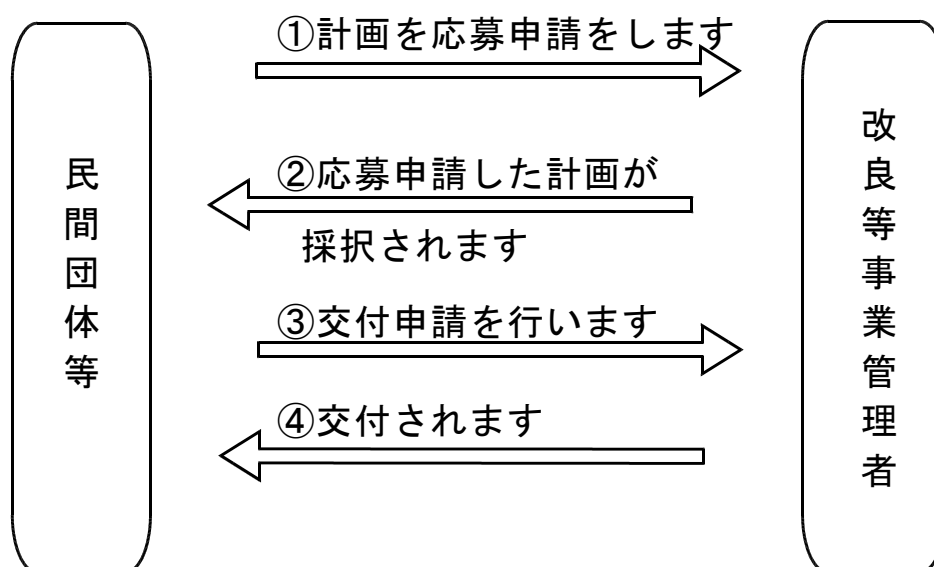 民間団体等
①計画を応募申請をします
②応募申請した計画が
採択されます
③交付申請を行います
④交付されます
改良等事業管理者